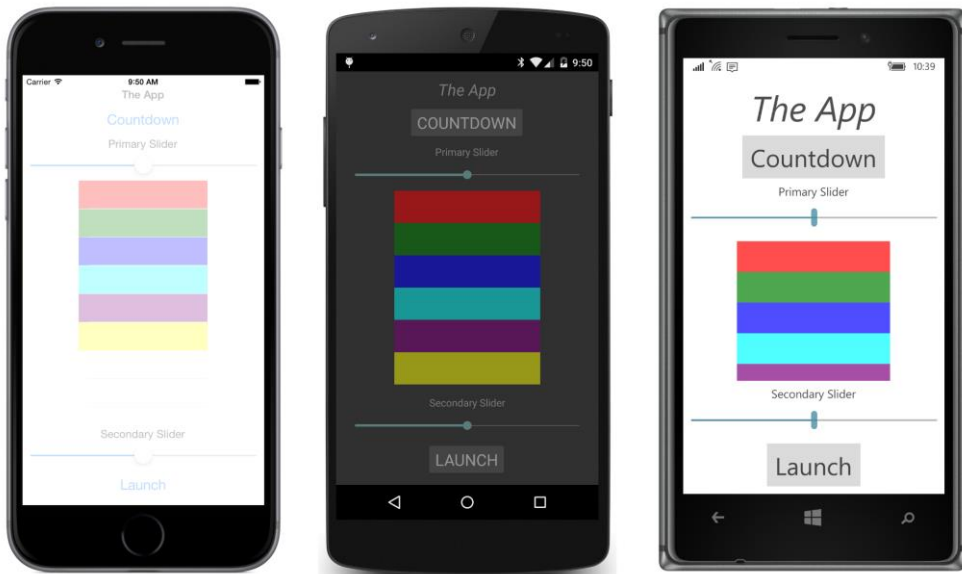 Carrier 9:50 AM
The App
Countdown
Primary Slider
Secondary Slider
Launch
9:50
The App
COUNTDOWN
Primary Slider
Secondary Slider
LAUNCH
10:39
The App
Countdown
Primary Slider
Secondary Slider
Launch